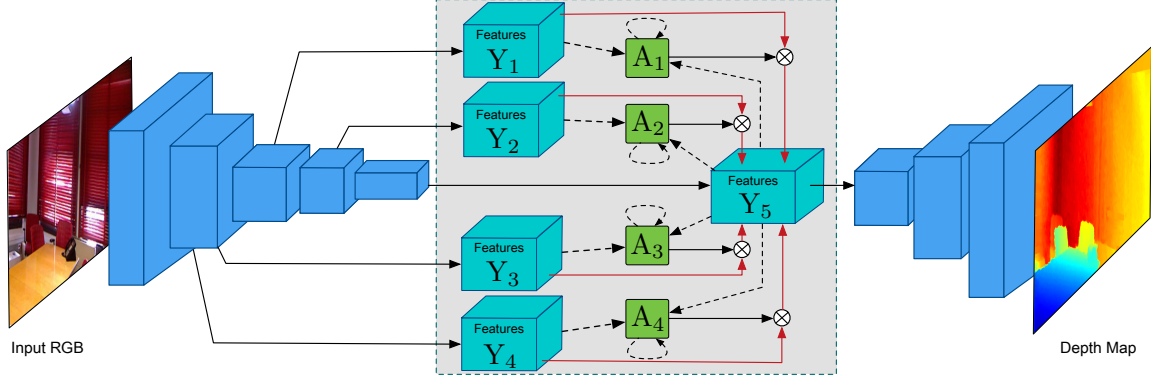 Features
Y1
A1
Features
Y2
A2
Features
Y5
Features
Y3
A3
Features
Y4
A4
Input RGB
Depth Map